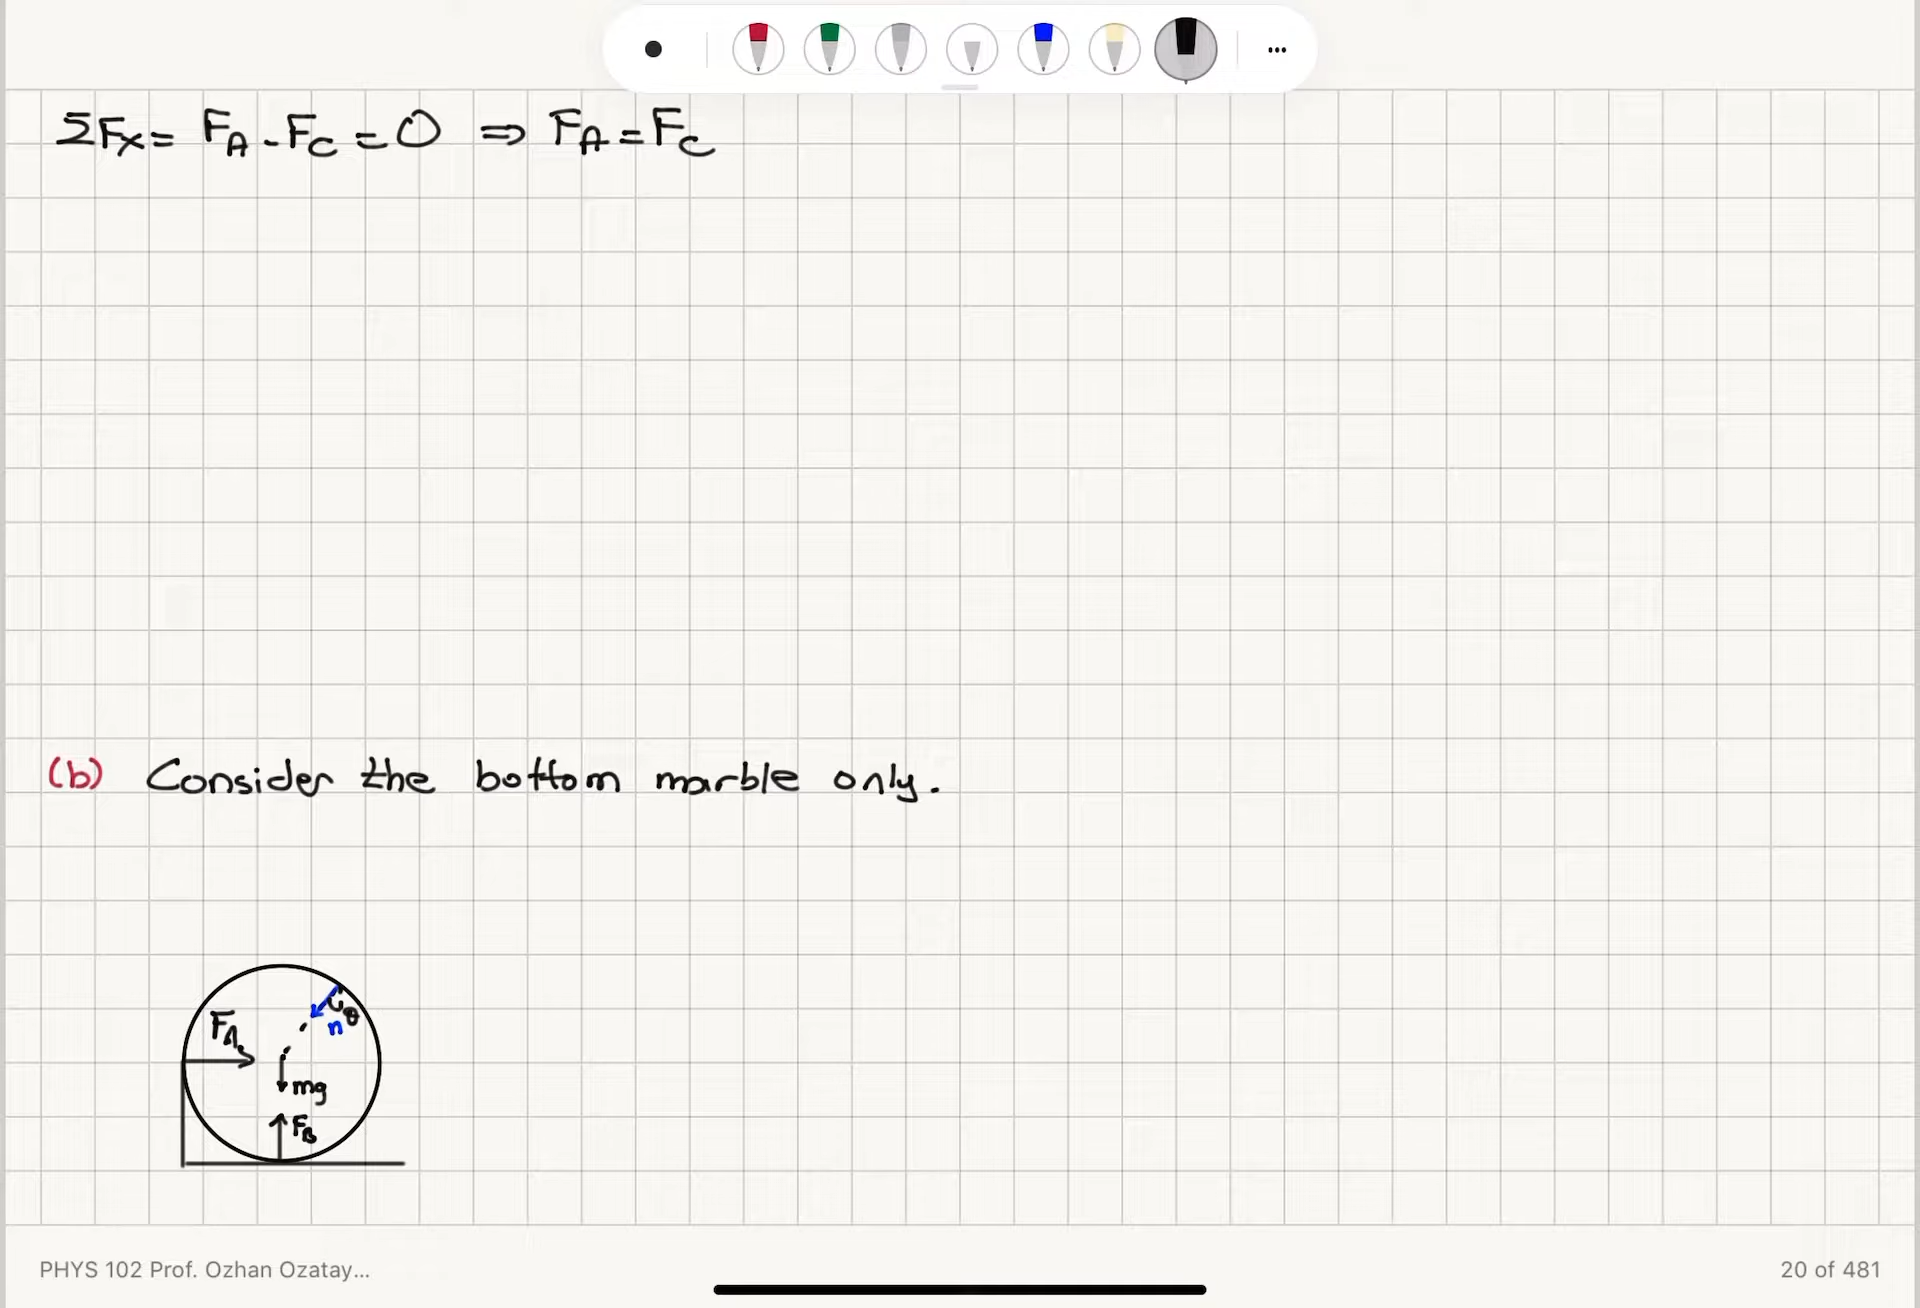 ΣFx = FA - FC = 0 ⇒ FA = FC
(b) Consider the bottom marble only.
θ
n
FA
mg
FB
PHYS 102 Prof. Ozhan Ozatay... 20 of 481